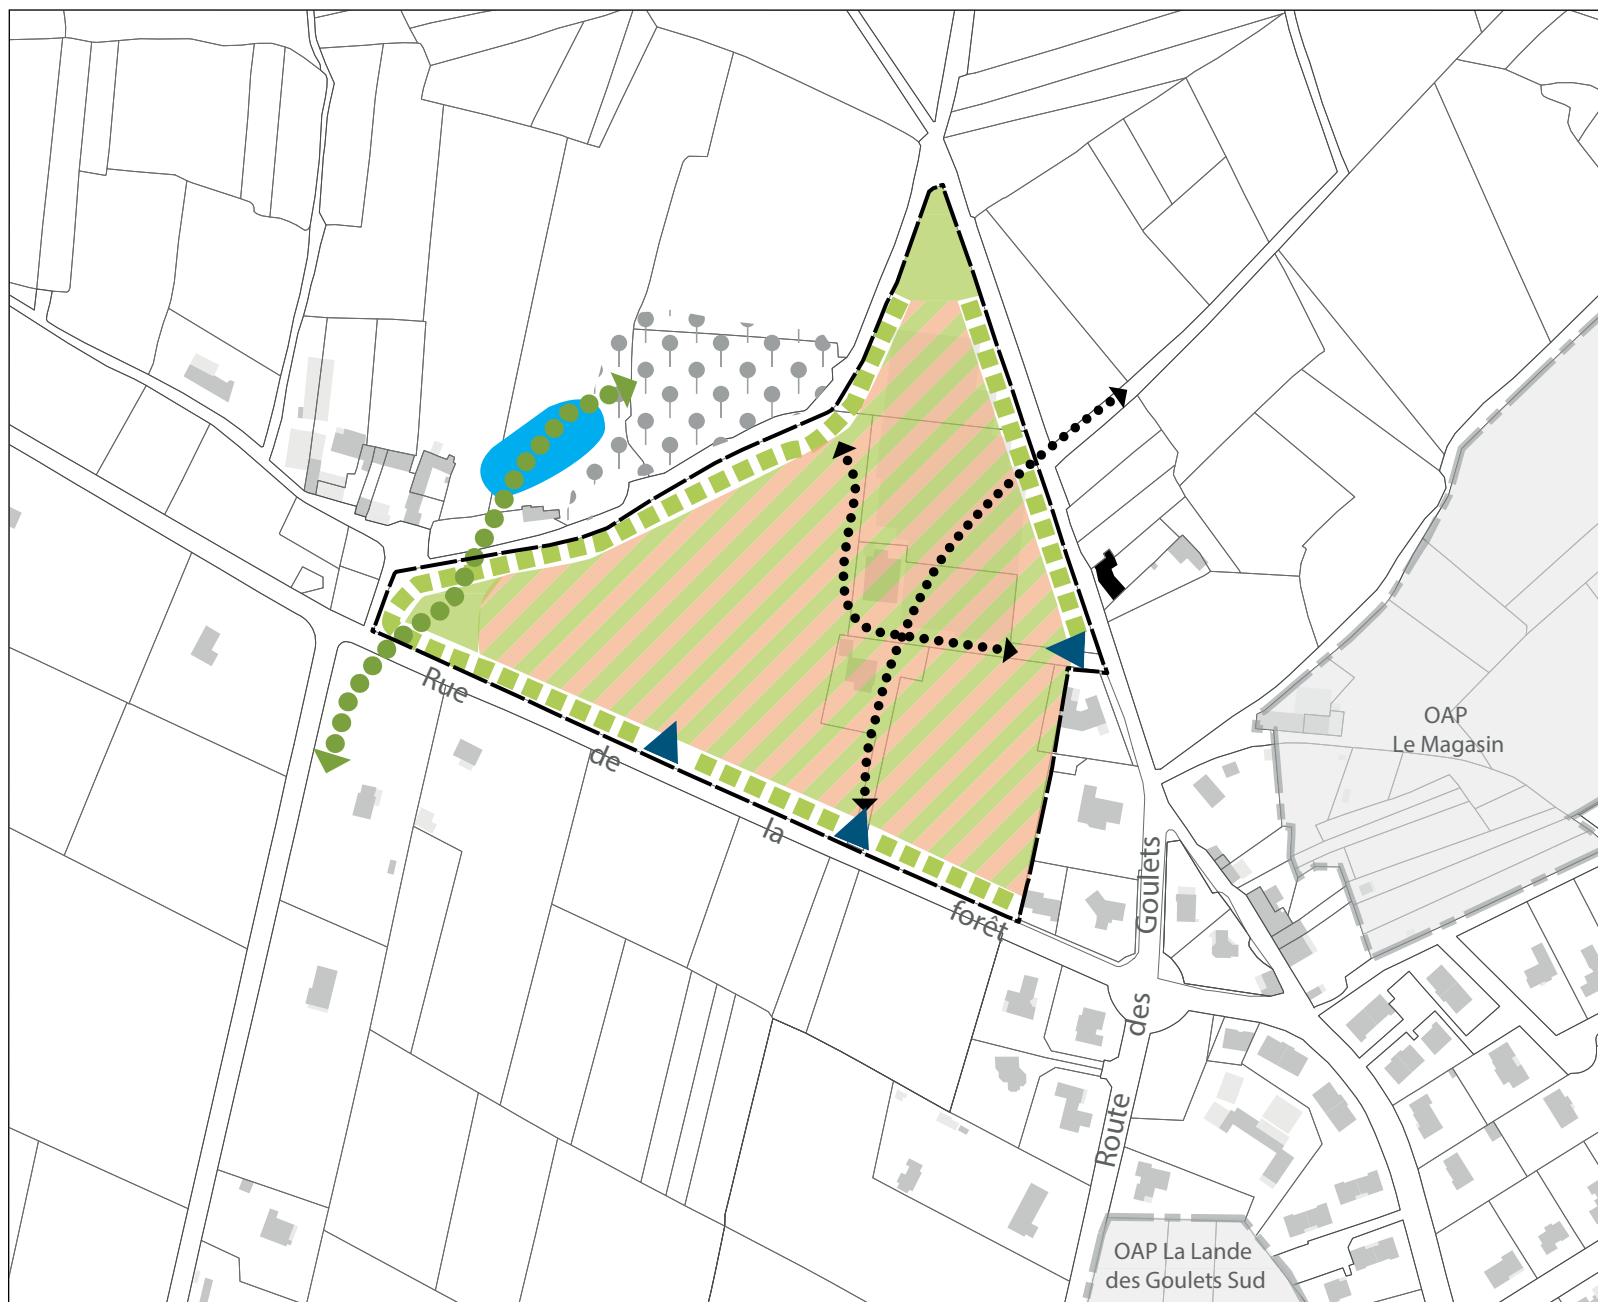 Rue
de
la
forêt
OAP
Le Magasin
Route
des
Goulets
OAP La Lande
des Goulets Sud